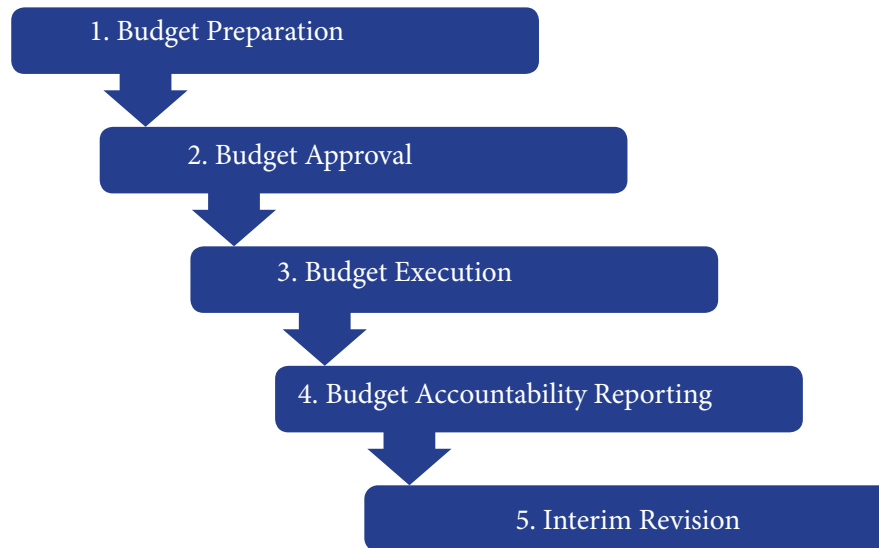 1. Budget Preparation
2. Budget Approval
3. Budget Execution
4. Budget Accountability Reporting
5. Interim Revision